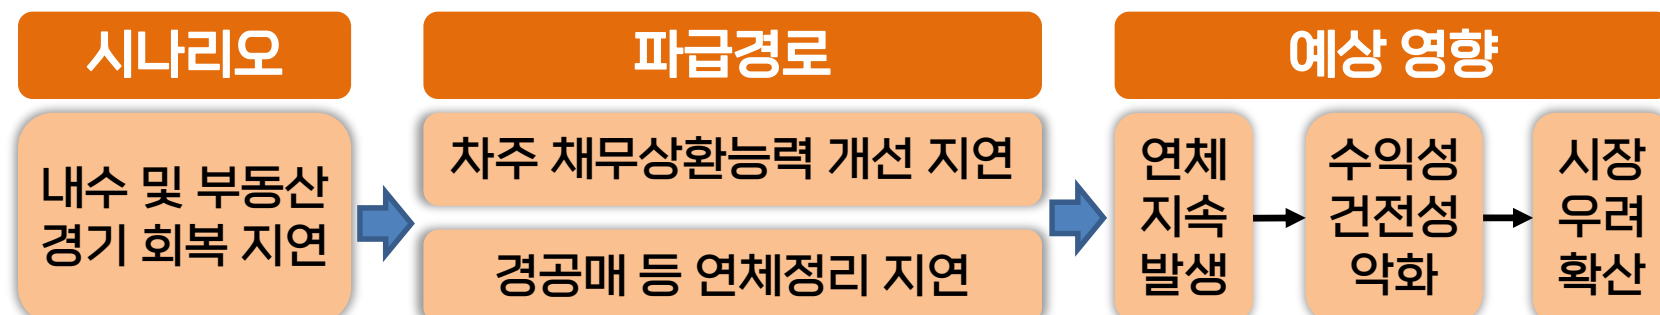 시나리오
파급경로
예상 영향
내수 및 부동산
경기 회복 지연
차주 채무상환능력 개선 지연
경공매 등 연체정리 지연
연체
지속
발생
수익성
건전성
악화
시장
우려
확산